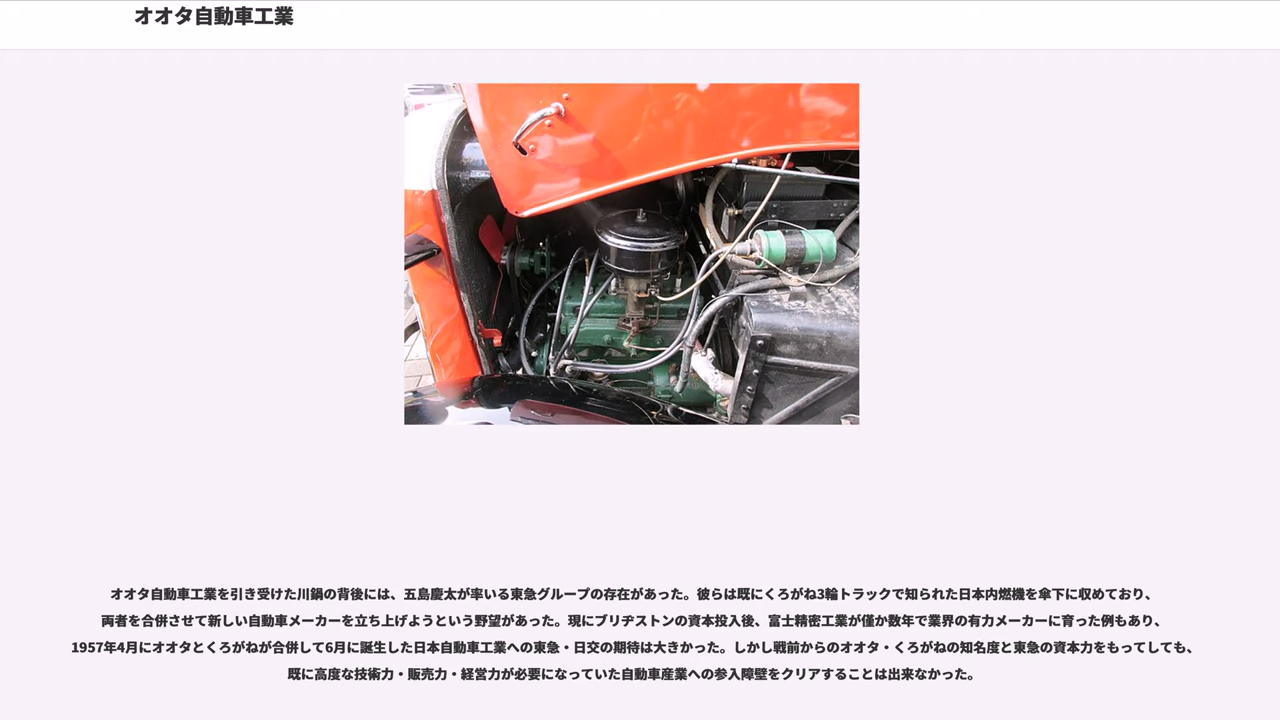 オオタ自動車工業
オオタ自動車工業を引き受けた川鍋の背後には、五島慶太が率いる東急グループの存在があった。彼らは既にくろがね3輪トラックで知られた日本内燃機を傘下に収めており、
両者を合併させて新しい自動車メーカーを立ち上げようという野望があった。現にブリヂストンの資本投入後、富士精密工業が僅か数年で業界の有力メーカーに育った例もあり、
1957年4月にオオタとくろがねが合併して6月に誕生した日本自動車工業への東急・日交の期待は大きかった。しかし戦前からのオオタ・くろがねの知名度と東急の資本力をもってしても、
既に高度な技術力・販売力・経営力が必要になっていた自動車産業への参入障壁をクリアすることは出来なかった。